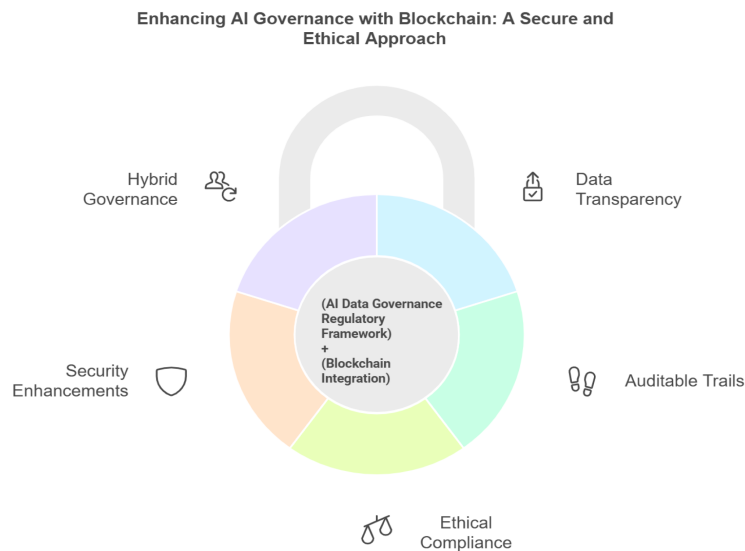 Enhancing AI Governance with Blockchain: A Secure and
Ethical Approach
Hybrid
Governance
Data
Transparency
(AI Data Governance
Regulatory
Framework)
+
(Blockchain
Integration)
Security
Enhancements
Auditable Trails
Ethical
Compliance